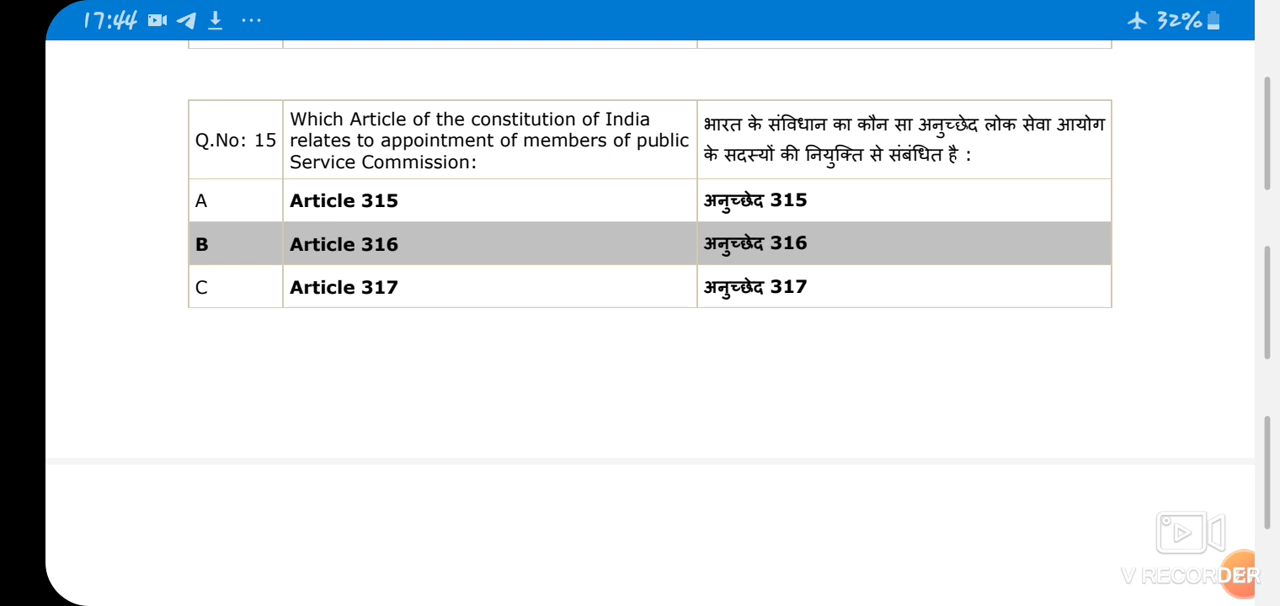 17:44 ... 32%
Q.No: 15
Which Article of the constitution of India
relates to appointment of members of public
Service Commission:
भारत के संविधान का कौन सा अनुच्छेद लोक सेवा आयोग
के सदस्यों की नियुक्ति से संबंधित है :
A
Article 315
अनुच्छेद 315
B
Article 316
अनुच्छेद 316
C
Article 317
अनुच्छेद 317
V RECORDER